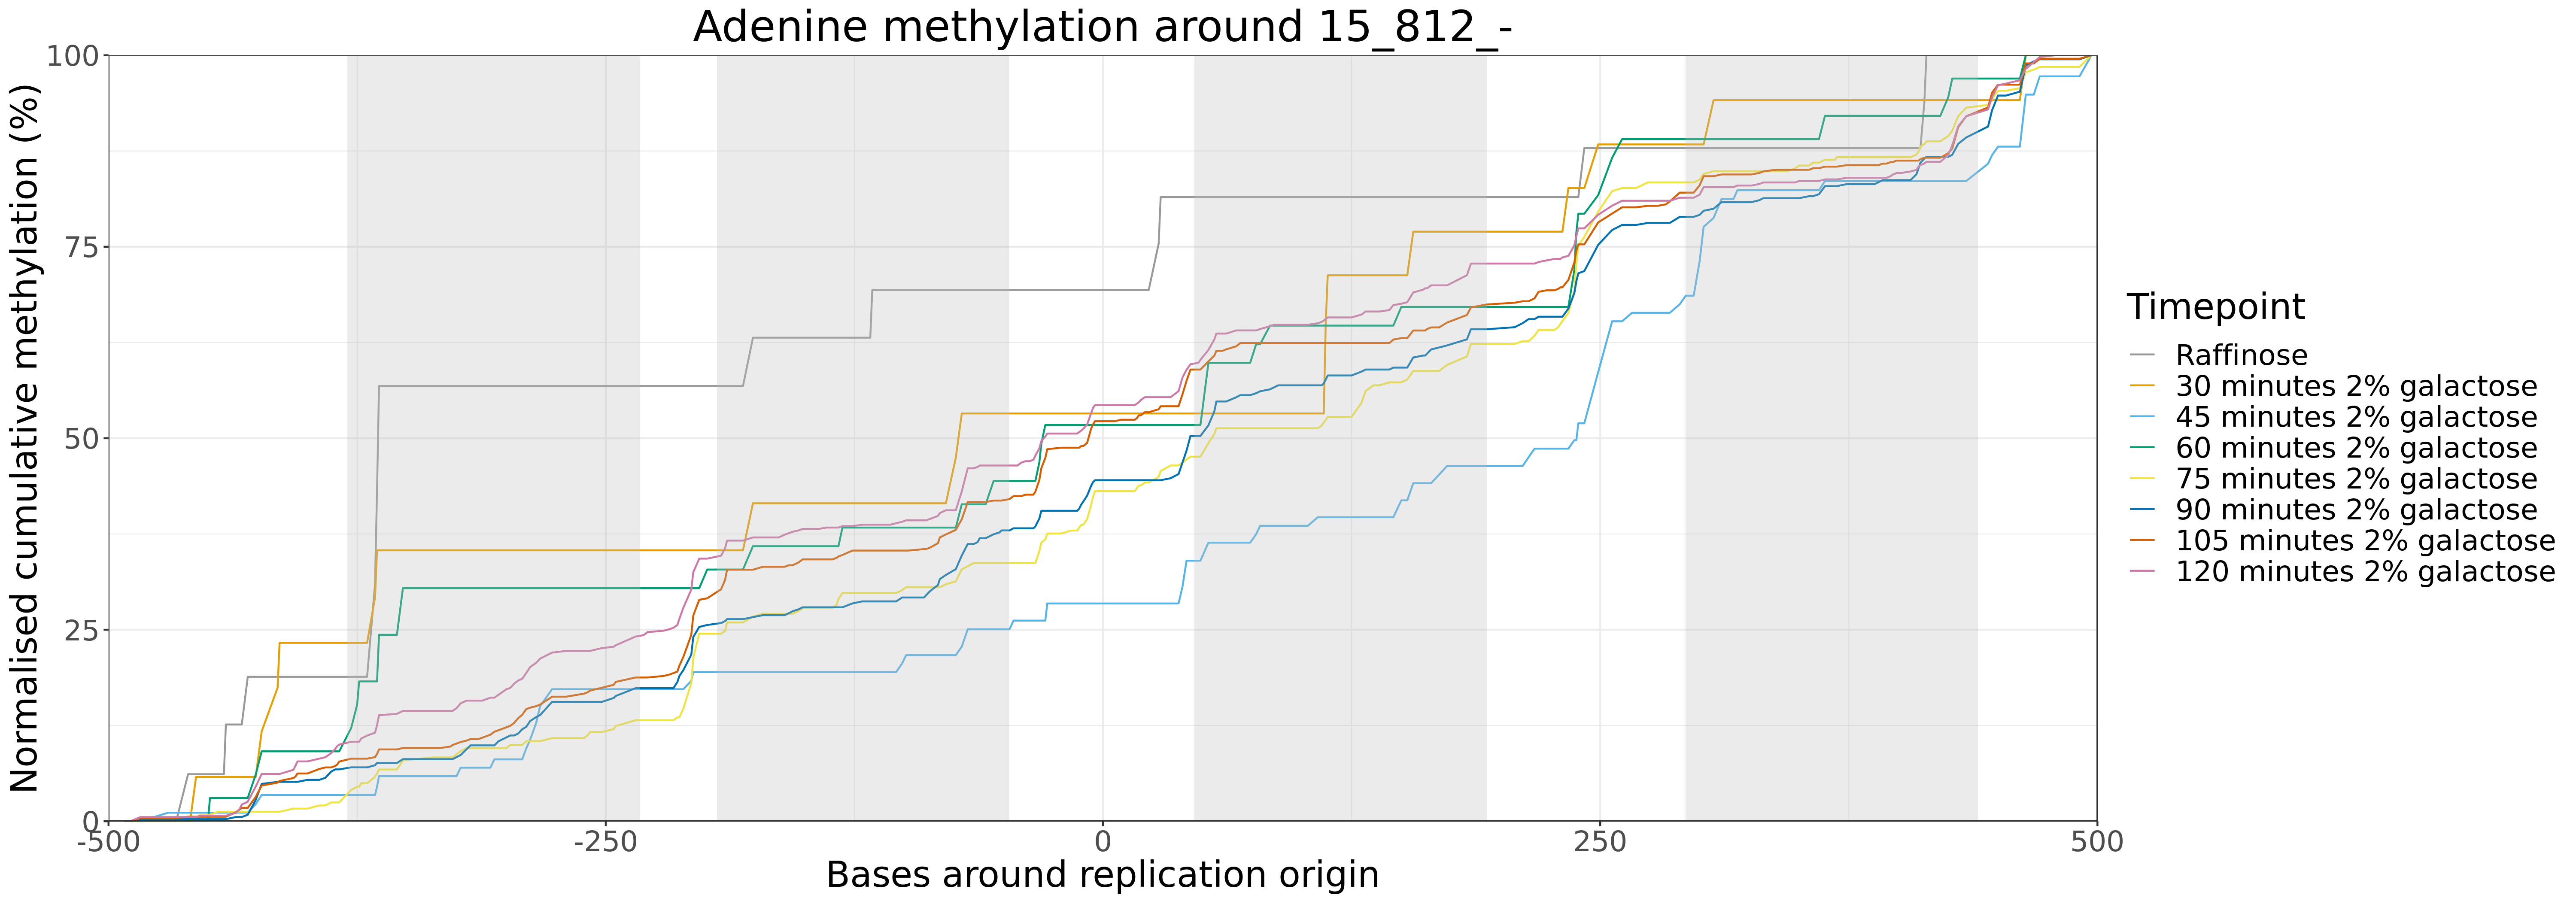 Adenine methylation around 15_812_-
Normalised cumulative methylation (%)
100
75
50
25
0
-500
-250
0
250
500
Bases around replication origin
Timepoint
Raffinose
30 minutes 2% galactose
45 minutes 2% galactose
60 minutes 2% galactose
75 minutes 2% galactose
90 minutes 2% galactose
105 minutes 2% galactose
120 minutes 2% galactose